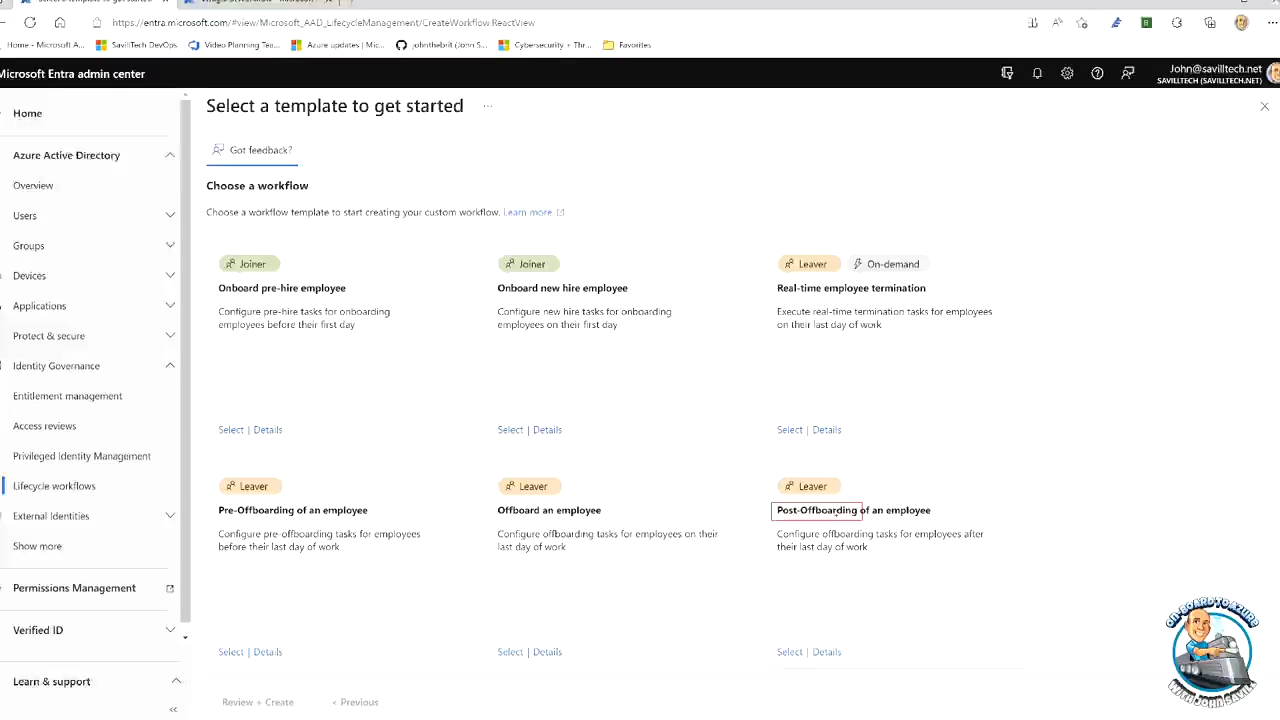 https://entra.microsoft.com/#view/Microsoft_AAD_LifecycleManagement/CreateWorkflow.ReactView
Home - Microsoft A...
SavillTech DevOps
Video Planning Tea...
Azure updates | Mic...
johnthebrit (John S...
Cybersecurity + Thr...
Favorites
Microsoft Entra admin center
John@savilltech.net
SAVILLTECH (SAVILLTECH.NET)
Home
Azure Active Directory
Overview
Users
Groups
Devices
Applications
Protect & secure
Identity Governance
Entitlement management
Access reviews
Privileged Identity Management
Lifecycle workflows
External Identities
Show more
Permissions Management
Verified ID
Learn & support
Select a template to get started ...
Got feedback?
Choose a workflow
Choose a workflow template to start creating your custom workflow. Learn more
Joiner
Onboard pre-hire employee
Configure pre-hire tasks for onboarding
employees before their first day
Select | Details
Joiner
Onboard new hire employee
Configure new hire tasks for onboarding
employees on their first day
Select | Details
Leaver On-demand
Real-time employee termination
Execute real-time termination tasks for employees
on their last day of work
Select | Details
Leaver
Pre-Offboarding of an employee
Configure pre-offboarding tasks for employees
before their last day of work
Select | Details
Leaver
Offboard an employee
Configure offboarding tasks for employees on their
last day of work
Select | Details
Leaver
Post-Offboarding of an employee
Configure offboarding tasks for employees after
their last day of work
Select | Details
Review + Create
< Previous
ON-BOARD TO AZURE
WITH JOHN SAVILL